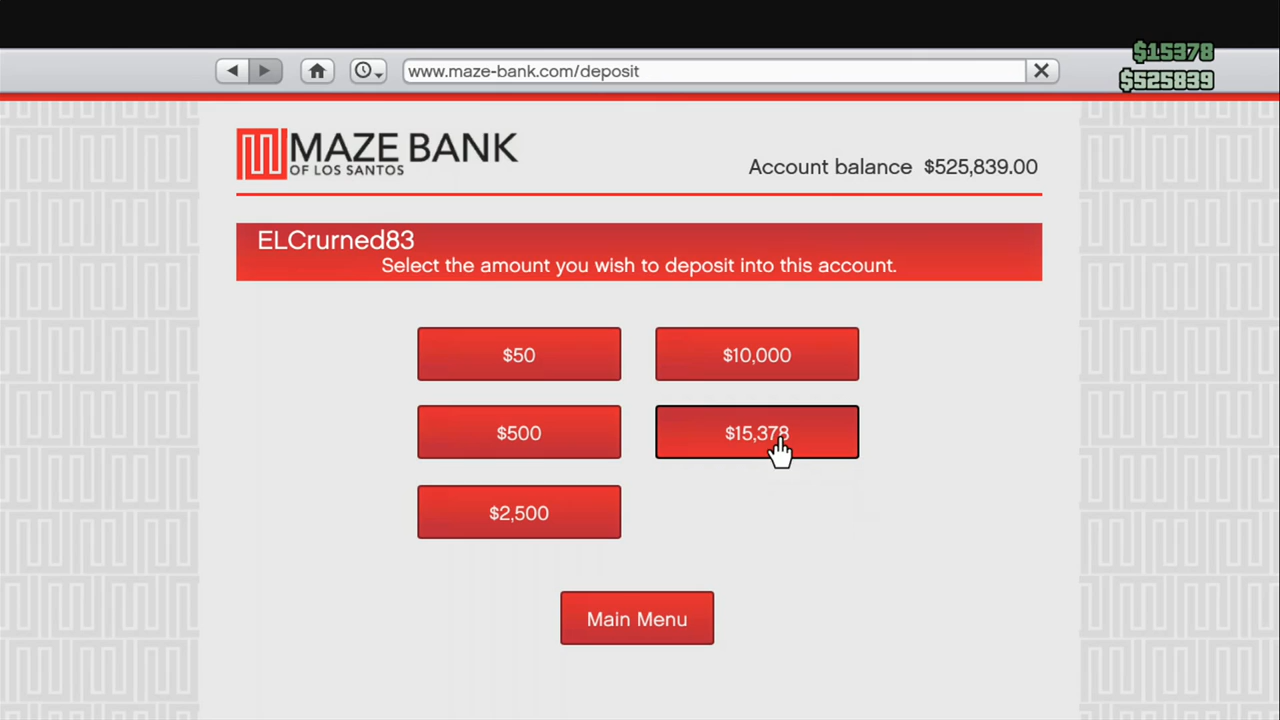 $15378
www.maze-bank.com/deposit
$525839
MAZE BANK
OF LOS SANTOS
Account balance $525,839.00
ELCrurned83
Select the amount you wish to deposit into this account.
$50
$10,000
$500
$15,378
$2,500
Main Menu